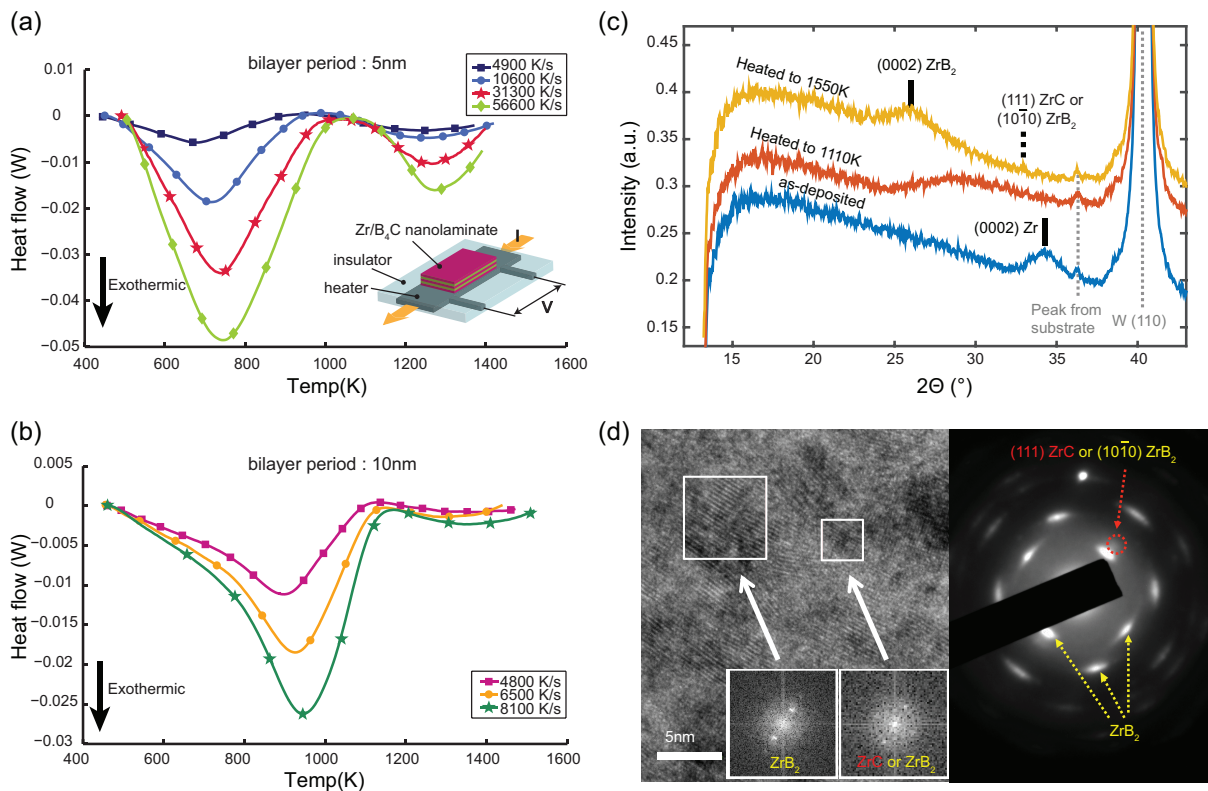 (a)
bilayer period : 5nm
4900 K/s
10600 K/s
31300 K/s
56600 K/s
0.01
0
−0.01
−0.02
−0.03
−0.04
−0.05
Heat flow (W)
Exothermic
Zr/B₄C nanolaminate
insulator
heater
I
V
400
600
800
1000
1200
1400
1600
Temp(K)
(b)
bilayer period : 10nm
0.005
0
−0.005
−0.01
−0.015
−0.02
−0.025
−0.03
Heat flow (W)
Exothermic
4800 K/s
6500 K/s
8100 K/s
400
600
800
1000
1200
1400
1600
Temp(K)
(c)
0.45
0.35
0.25
0.15
Intensity (a.u.)
Heated to 1550K
(0002) ZrB₂
(111) ZrC or
(101̅0) ZrB₂
Heated to 1110K
as-deposited
(0002) Zr
Peak from
substrate
W (110)
15
20
25
30
35
40
2Θ (°)
(d)
5nm
ZrB₂
ZrC or ZrB₂
(111) ZrC or (101̅0) ZrB₂
ZrB₂